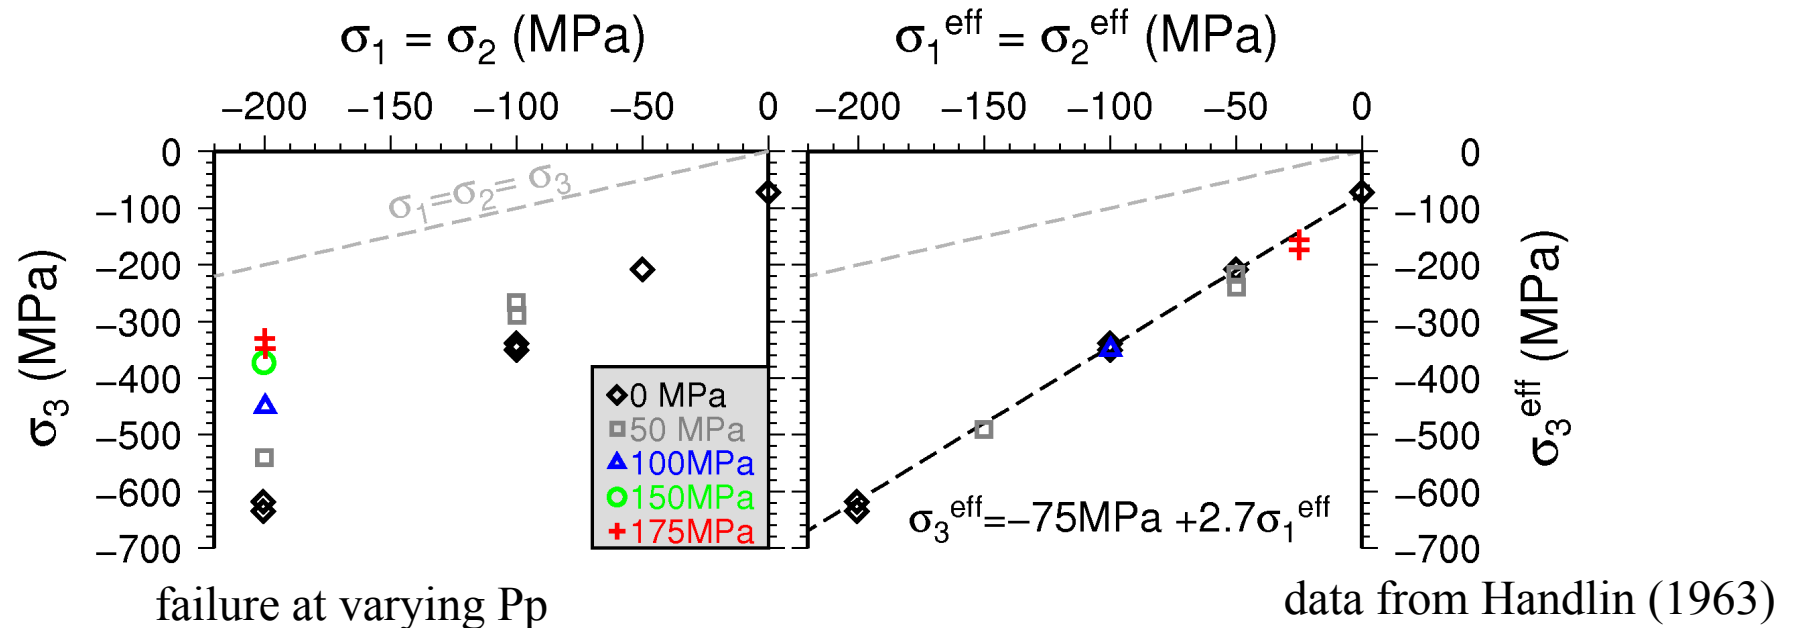 σ1 = σ2 (MPa)
σ1eff = σ2eff (MPa)
−200 −150 −100 −50 0
−200 −150 −100 −50 0
σ3 (MPa)
0
−100
−200
−300
−400
−500
−600
−700
σ1=σ2= σ3
0 MPa
50 MPa
100MPa
150MPa
175MPa
σ3eff=−75MPa +2.7σ1eff
0
−100
−200
−300
−400
−500
−600
−700
σ3eff (MPa)
failure at varying Pp
data from Handlin (1963)